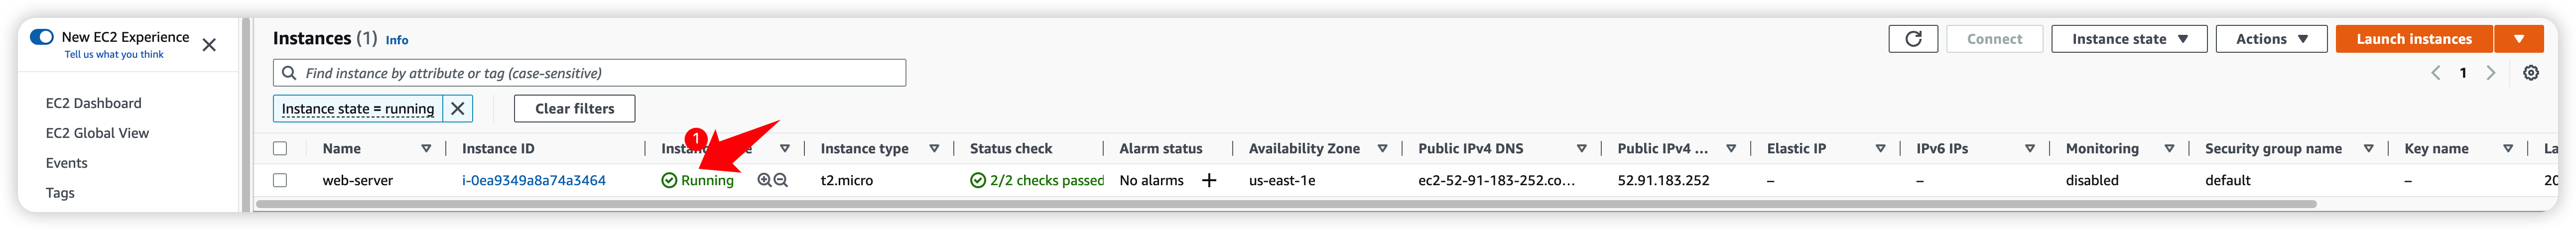 New EC2 Experience
Tell us what you think
EC2 Dashboard
EC2 Global View
Events
Tags
Instances (1) Info
Connect Instance state Actions Launch instances
Find instance by attribute or tag (case-sensitive)
1
Instance state = running Clear filters
1
Name Instance ID Instance type Status check Alarm status Availability Zone Public IPv4 DNS Public IPv4 ... Elastic IP IPv6 IPs Monitoring Security group name Key name La
web-server i-0ea9349a8a74a3464 Running t2.micro 2/2 checks passed No alarms + us-east-1e ec2-52-91-183-252.co... 52.91.183.252 – – disabled default – 20